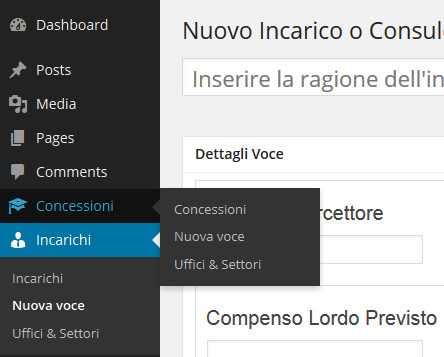 Dashboard
Posts
Media
Pages
Comments
Concessioni
Incarichi
Incarichi
Nuova voce
Uffici & Settori
Concessioni
Nuova voce
Uffici & Settori
Nuovo Incarico o Consul
Inserire la ragione dell'in
Dettagli Voce
rcettore
Compenso Lordo Previsto